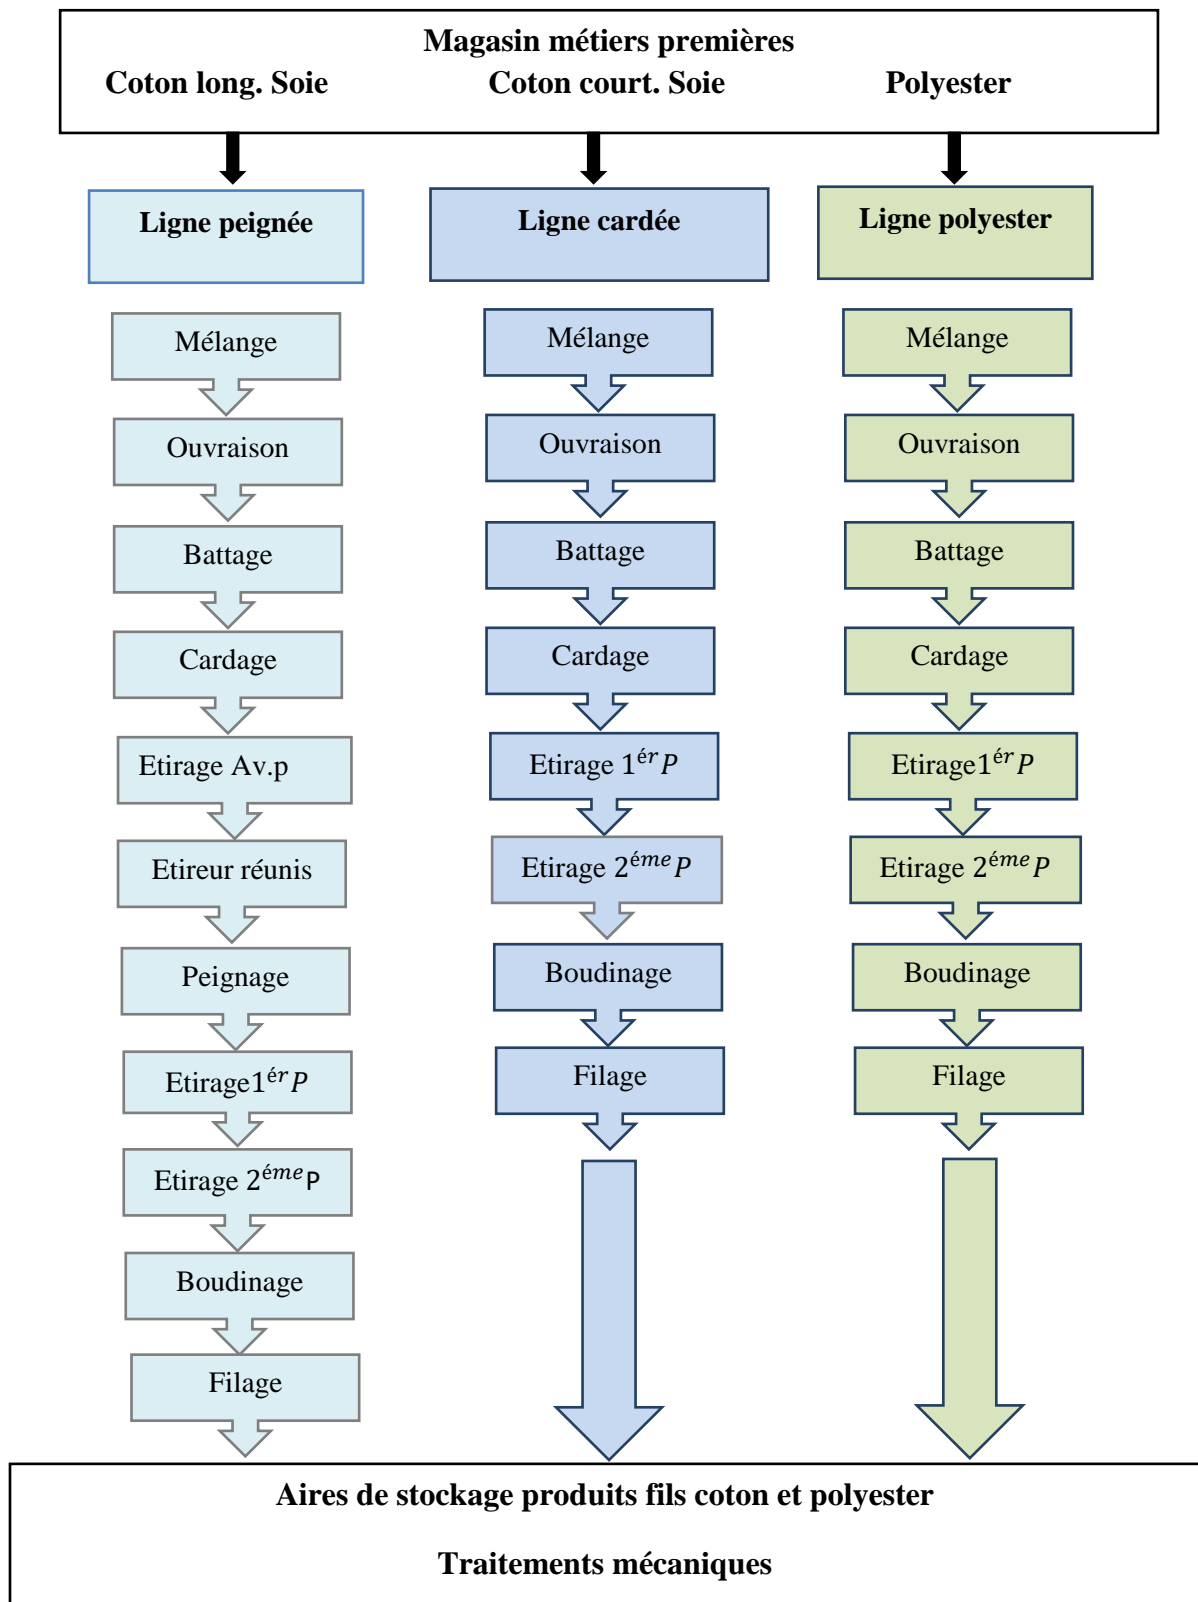 Magasin métiers premières
Coton long. Soie Coton court. Soie Polyester
Ligne peignée
Mélange
Ouvraison
Battage
Cardage
Etirage Av.p
Etireur réunis
Peignage
Etirage1ér P
Etirage 2éme P
Boudinage
Filage
Ligne cardée
Mélange
Ouvraison
Battage
Cardage
Etirage 1ér P
Etirage 2éme P
Boudinage
Filage
Ligne polyester
Mélange
Ouvraison
Battage
Cardage
Etirage1ér P
Etirage 2éme P
Boudinage
Filage
Aires de stockage produits fils coton et polyester
Traitements mécaniques